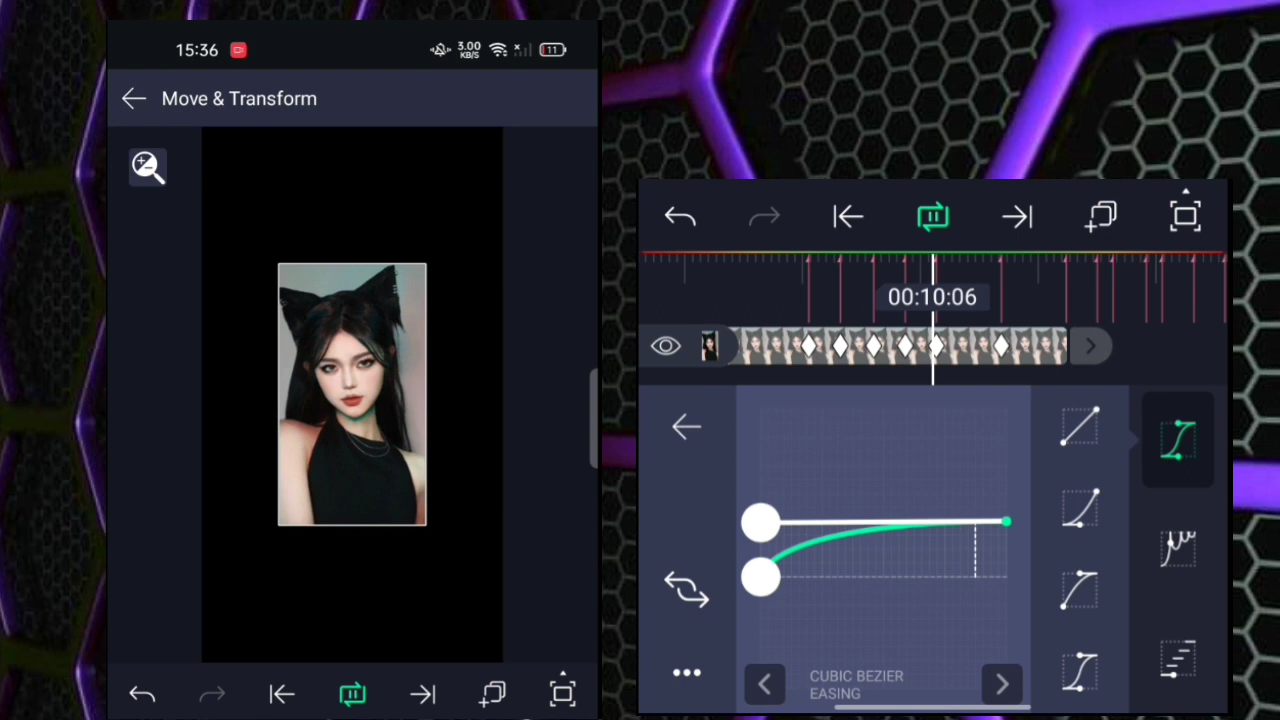 15:36
3.00
KB/S
11
Move & Transform
00:10:06
CUBIC BEZIER
EASING